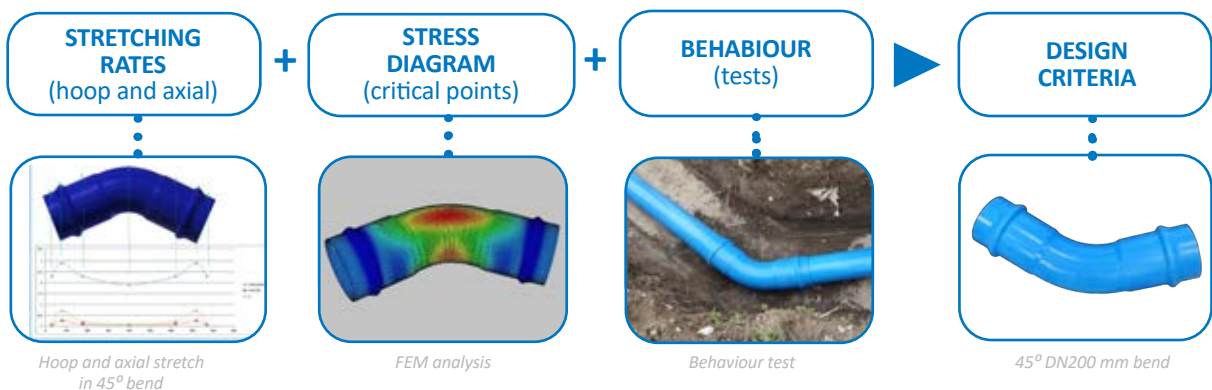 STRETCHING
RATES
(hoop and axial)
+
STRESS
DIAGRAM
(critical points)
+
BEHABIOUR
(tests)
DESIGN
CRITERIA
Hoop and axial stretch
in 45º bend
FEM analysis
Behaviour test
45º DN200 mm bend